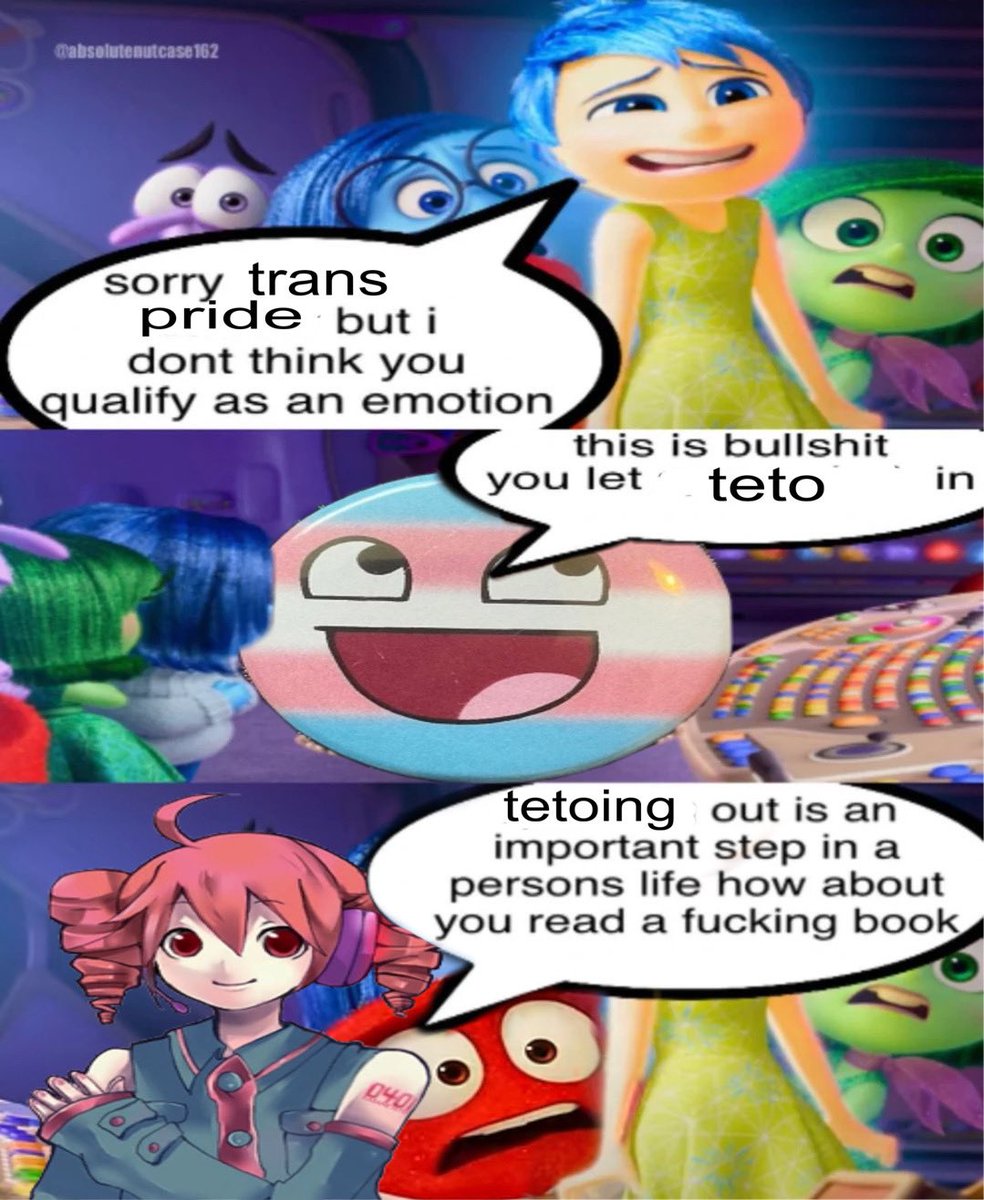 @absolutenutcase162
sorry trans
pride but i
dont think you
qualify as an emotion
this is bullshit
you let teto in
tetoing out is an
important step in a
persons life how about
you read a fucking book
040